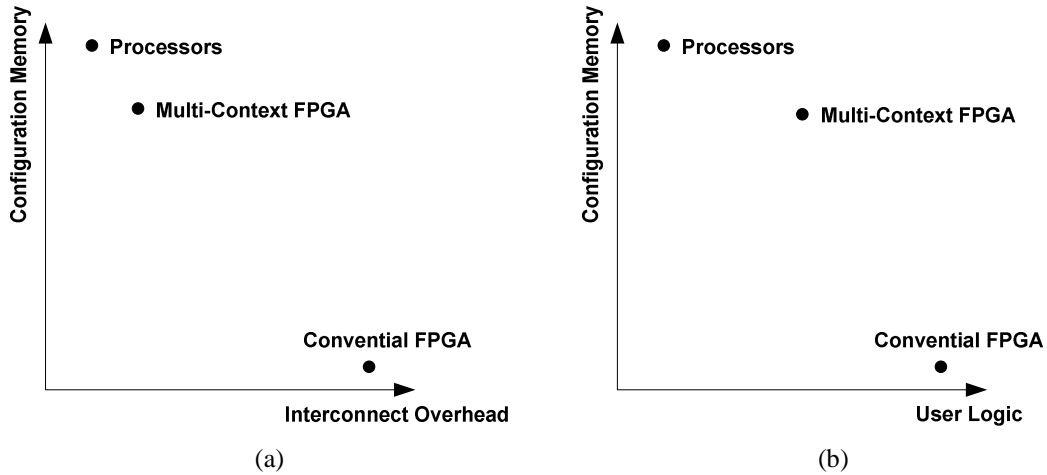 Configuration Memory
Processors
Multi-Context FPGA
Convential FPGA
Interconnect Overhead
(a)
Configuration Memory
Processors
Multi-Context FPGA
Convential FPGA
User Logic
(b)